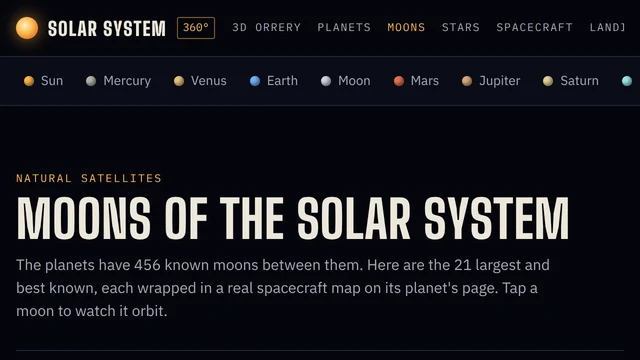 SOLAR SYSTEM 360° 3D ORRERY PLANETS MOONS STARS SPACECRAFT
Sun Mercury Venus Earth Moon Mars Jupiter Saturn
NATURAL SATELLITES
MOONS OF THE SOLAR SYSTEM
The planets have 456 known moons between them. Here are the 21 largest and
best known, each wrapped in a real spacecraft map on its planet's page. Tap a
moon to watch it orbit.